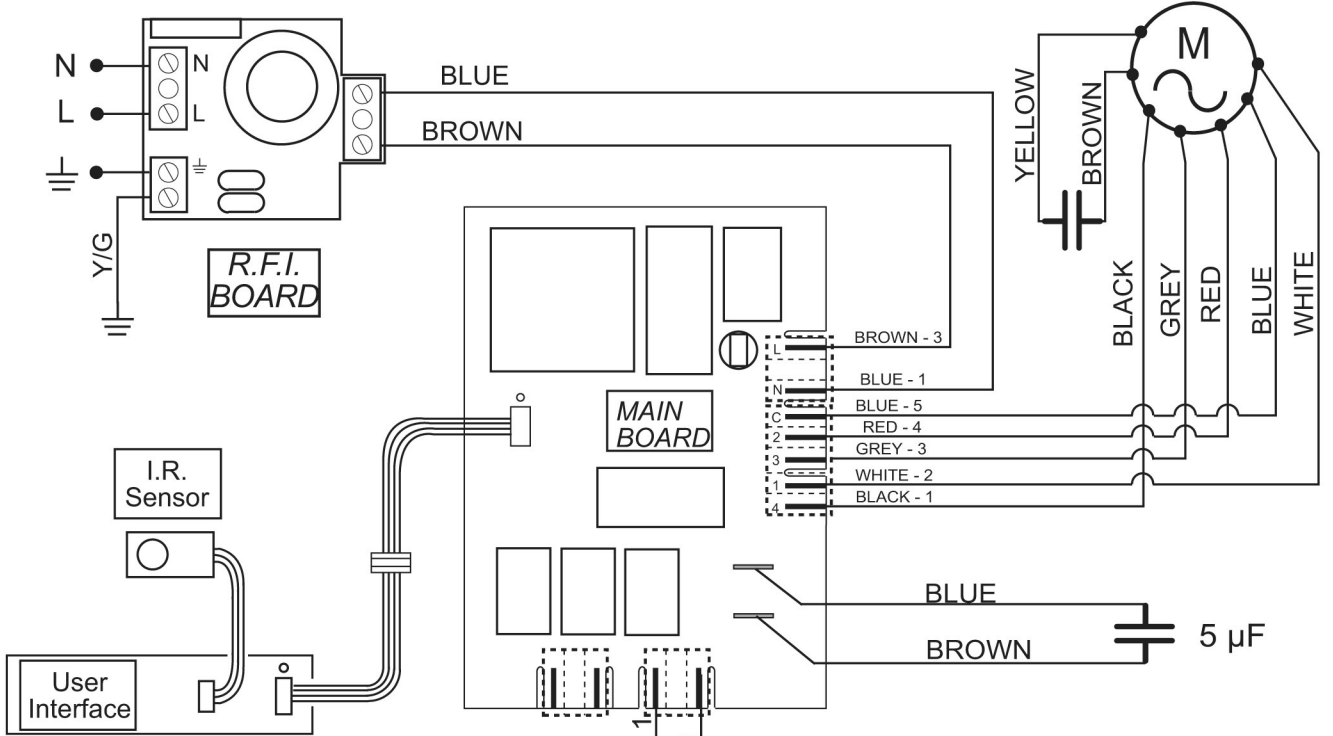 N
N
L
L
Y/G
R.F.I.
BOARD
BLUE
BROWN
M
YELLOW
BROWN
BLACK
GREY
RED
BLUE
WHITE
L
BROWN - 3
N
BLUE - 1
C
BLUE - 5
2
RED - 4
3
GREY - 3
1
WHITE - 2
4
BLACK - 1
MAIN
BOARD
I.R.
Sensor
User
Interface
BLUE
BROWN
5 µF
1